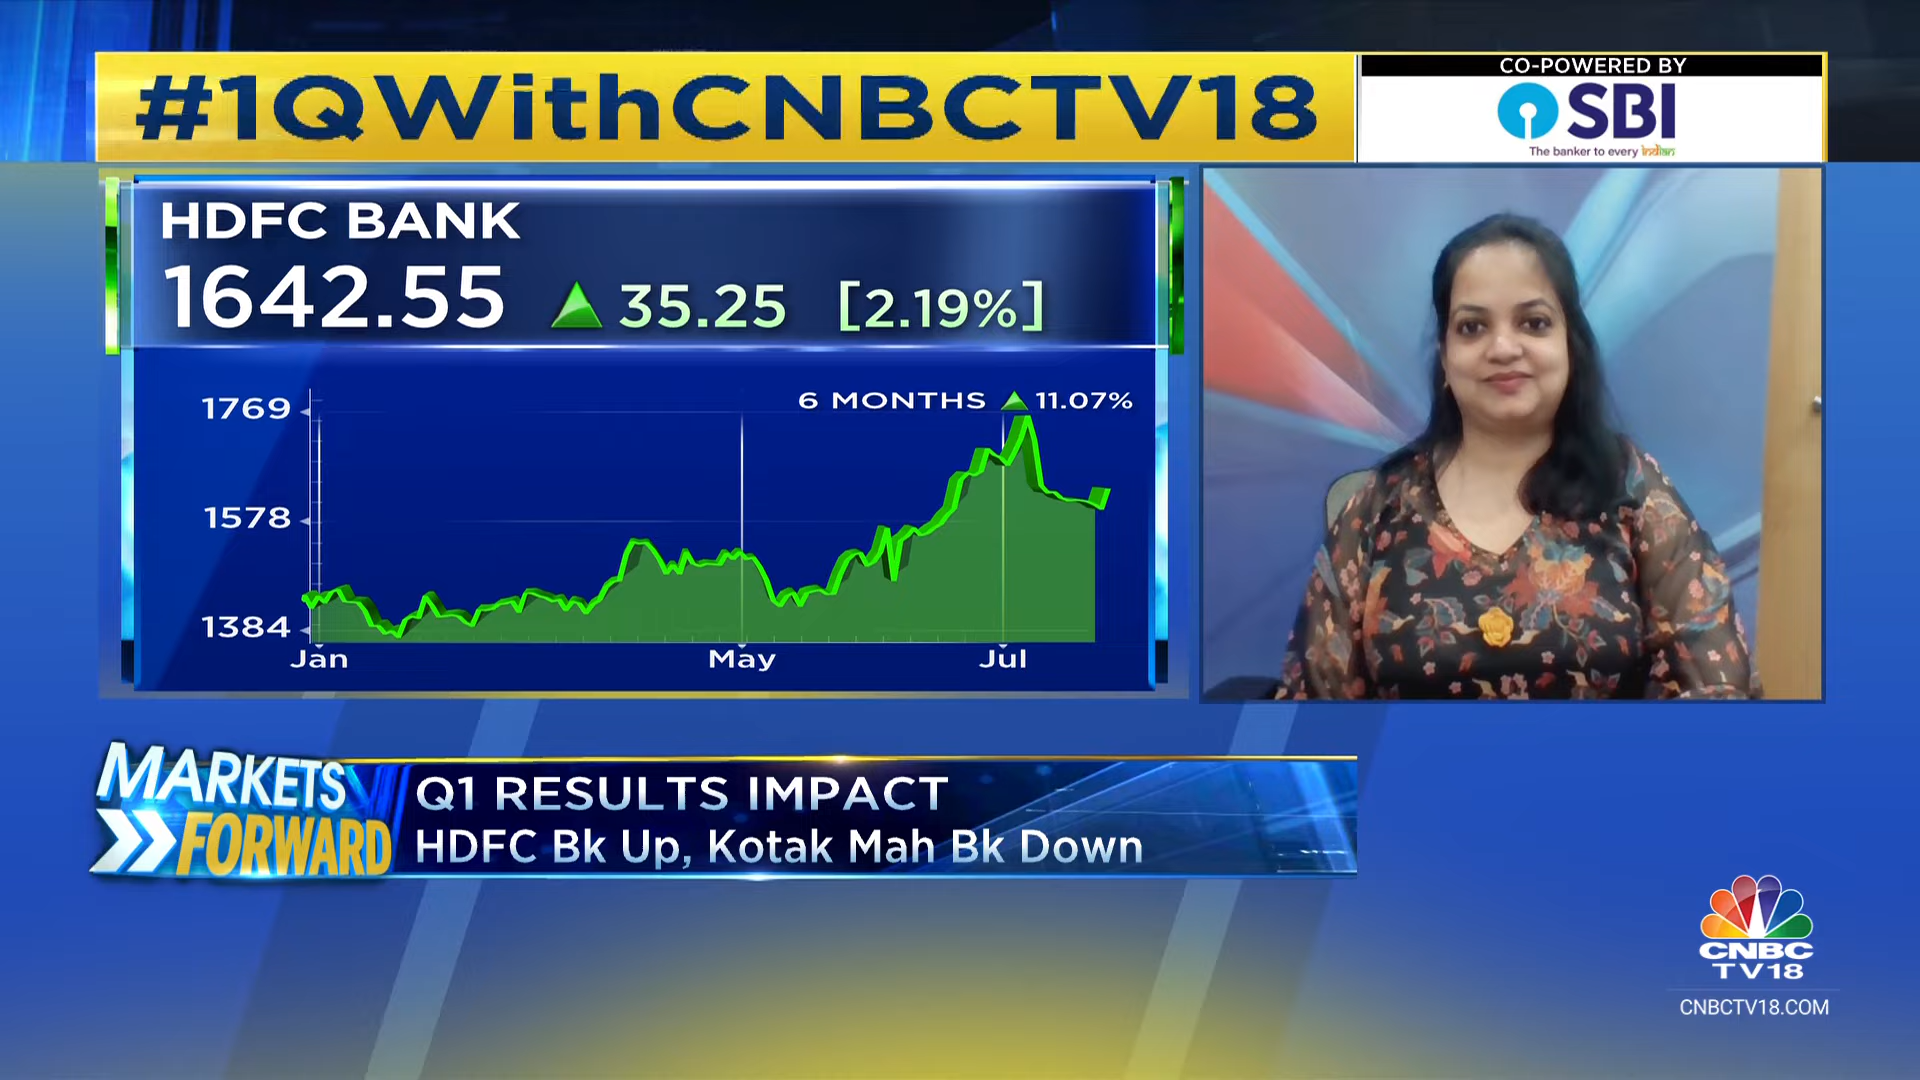 #1QWithCNBCTV18
CO-POWERED BY
SBI
The banker to every indian
HDFC BANK
1642.55 ▲ 35.25 [2.19%]
6 MONTHS ▲ 11.07%
1769
1578
1384
Jan May Jul
MARKETS
FORWARD
Q1 RESULTS IMPACT
HDFC Bk Up, Kotak Mah Bk Down
CNBC
TV18
CNBCTV18.COM